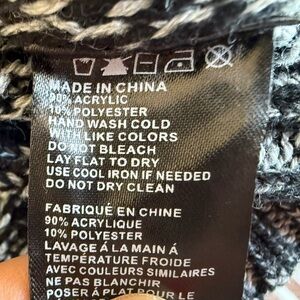 MADE IN CHINA
90% ACRYLIC
10% POLYESTER
HAND WASH COLD
WITH LIKE COLORS
DO NOT BLEACH
LAY FLAT TO DRY
USE COOL IRON IF NEEDED
DO NOT DRY CLEAN
FABRIQUÉ EN CHINE
90% ACRYLIQUE
10% POLYESTER
LAVAGE Á LA MAIN Á
TEMPÉRATURE FROIDE
AVEC COULEURS SIMILAIRES
NE PAS BLANCHIR
POSER Á PLAT POUR LE